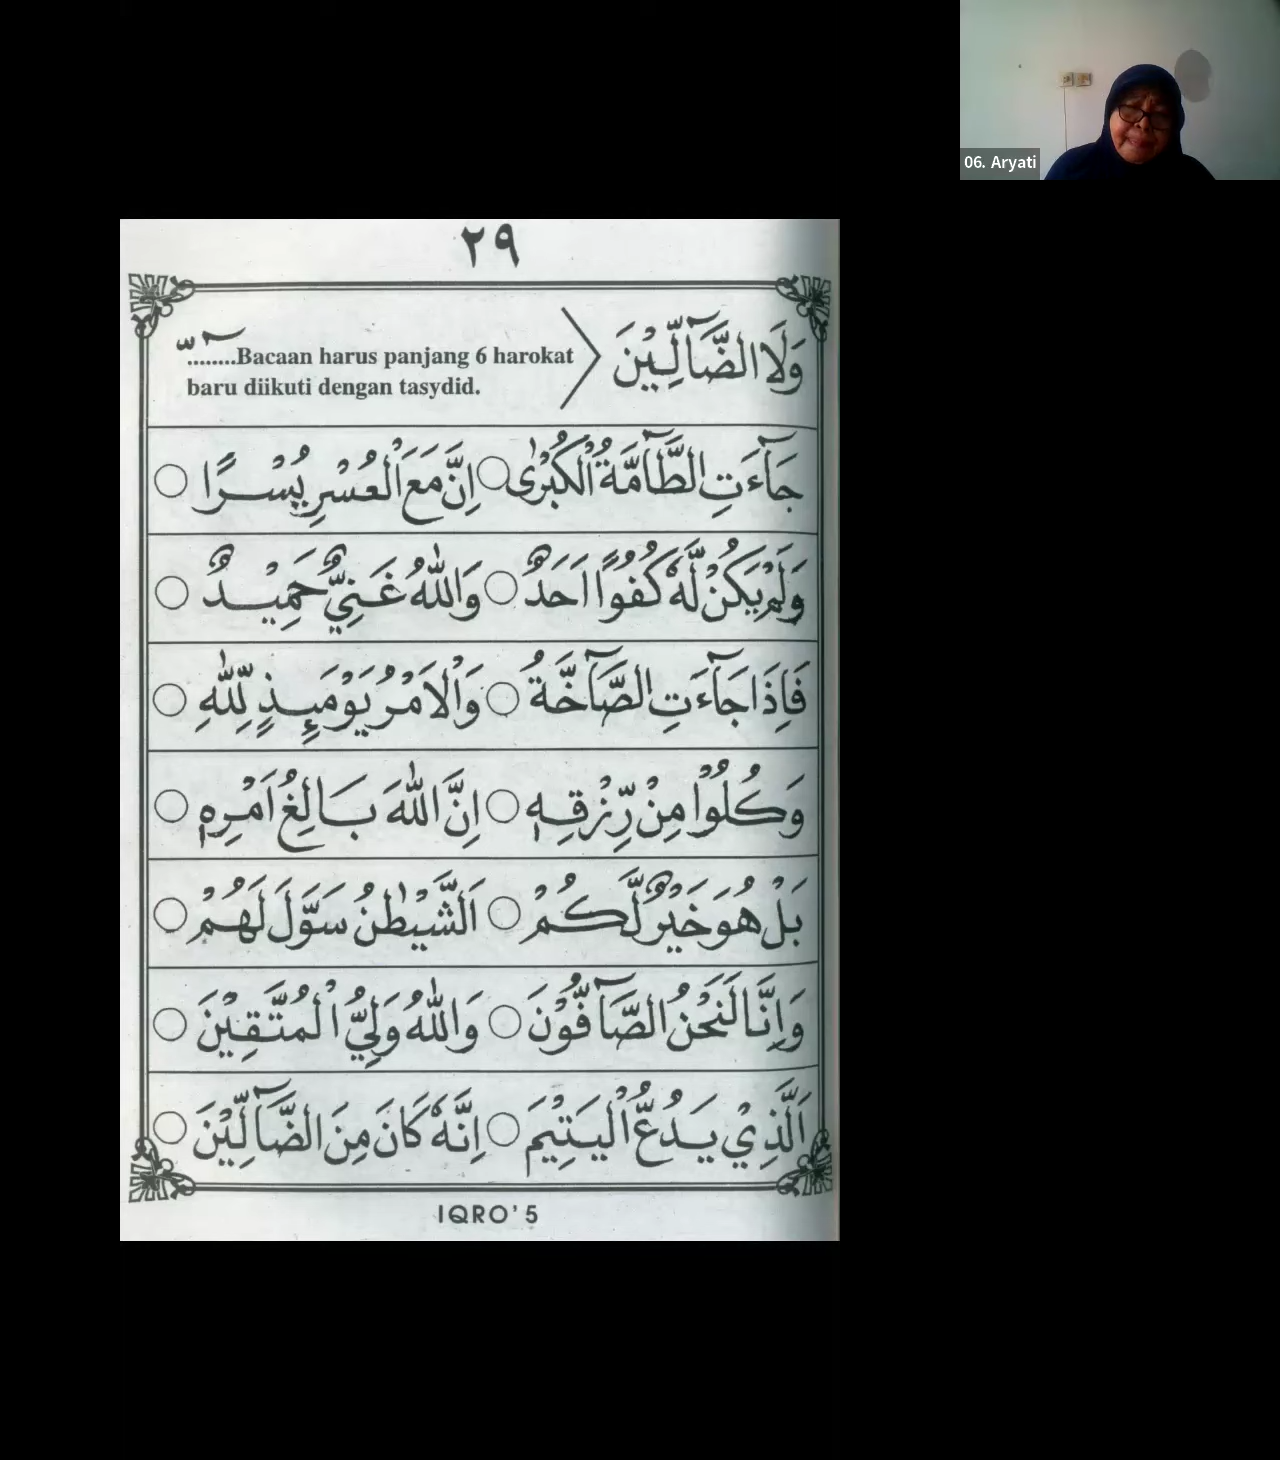 06. Aryati
٢٩
وَلَا الضَّآلِّيْنَ
........Bacaan harus panjang 6 harokat
baru diikuti dengan tasydid.
جَآءَتِ الطَّآمَّةُ الْكُبْرٰى ○ اِنَّ مَعَ الْعُسْرِ يُسْرًا ○
وَلَمْ يَكُنْ لَّهٗ كُفُوًا اَحَدٌ ○ وَاللّٰهُ غَنِيٌّ حَمِيْدٌ ○
فَاِذَا جَآءَتِ الصَّآخَّةُ ○ وَالْاَمْرُ يَوْمَئِذٍ لِّلّٰهِ ○
وَكُلُوْا مِنْ رِّزْقِهٖ ○ اِنَّ اللّٰهَ بَالِغُ اَمْرِهٖ ○
بَلْ هُوَ خَيْرٌ لَّكُمْ ○ اَلشَّيْطٰنُ سَوَّلَ لَهُمْ ○
وَاِنَّا لَنَحْنُ الصَّآفُّوْنَ ○ وَاللّٰهُ وَلِيُّ الْمُتَّقِيْنَ ○
اَلَّذِيْ يَدُعُّ الْيَتِيْمَ ○ اِنَّهٗ كَانَ مِنَ الضَّآلِّيْنَ ○
IQRO' 5